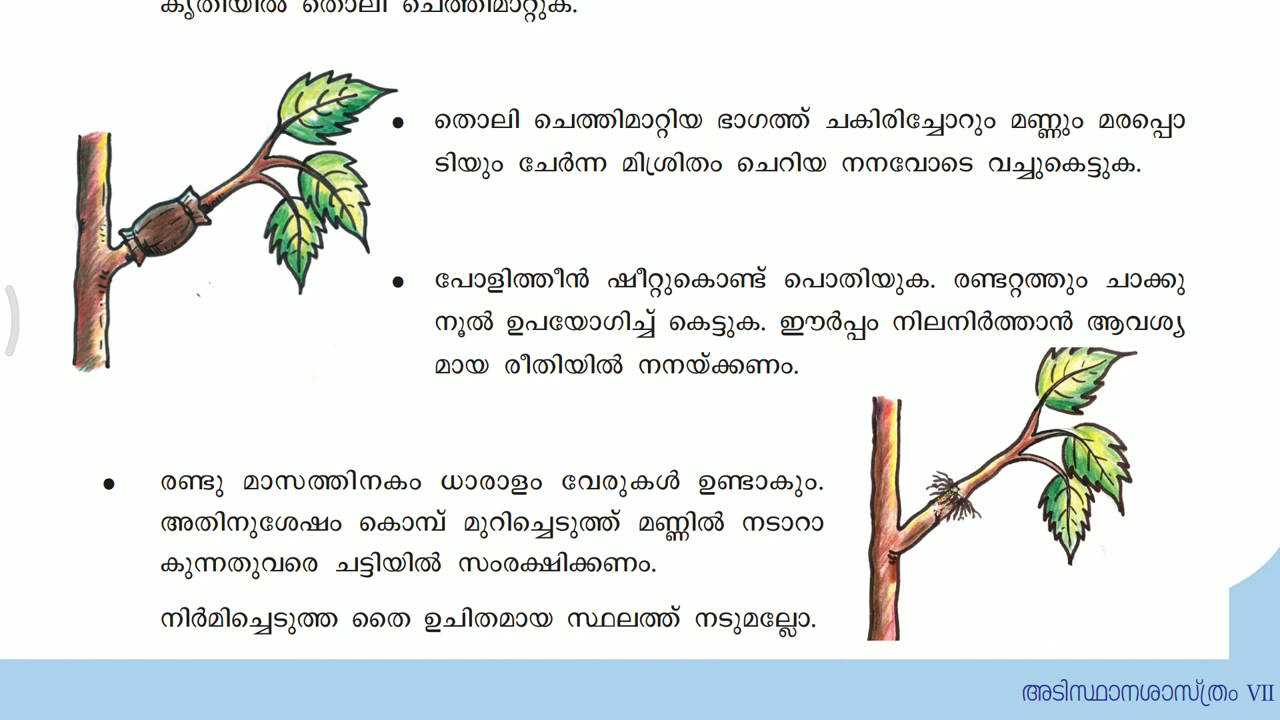 കൃതിയിൽ തൊലി ചെത്തിമാറ്റുക.
• തൊലി ചെത്തിമാറ്റിയ ഭാഗത്ത് ചകിരിച്ചോറും മണ്ണും മരപ്പൊ
ടിയും ചേർന്ന മിശ്രിതം ചെറിയ നനവോടെ വച്ചുകെട്ടുക.
• പോളിത്തീൻ ഷീറ്റുകൊണ്ട് പൊതിയുക. രണ്ടറ്റത്തും ചാക്കു
നൂൽ ഉപയോഗിച്ച് കെട്ടുക. ഈർപ്പം നിലനിർത്താൻ ആവശ്യ
മായ രീതിയിൽ നനയ്ക്കണം.
• രണ്ടു മാസത്തിനകം ധാരാളം വേരുകൾ ഉണ്ടാകും.
അതിനുശേഷം കൊമ്പ് മുറിച്ചെടുത്ത് മണ്ണിൽ നടാറാ
കുന്നതുവരെ ചട്ടിയിൽ സംരക്ഷിക്കണം.
നിർമിച്ചെടുത്ത തൈ ഉചിതമായ സ്ഥലത്ത് നടുമല്ലോ.
അടിസ്ഥാനശാസ്ത്രം VII